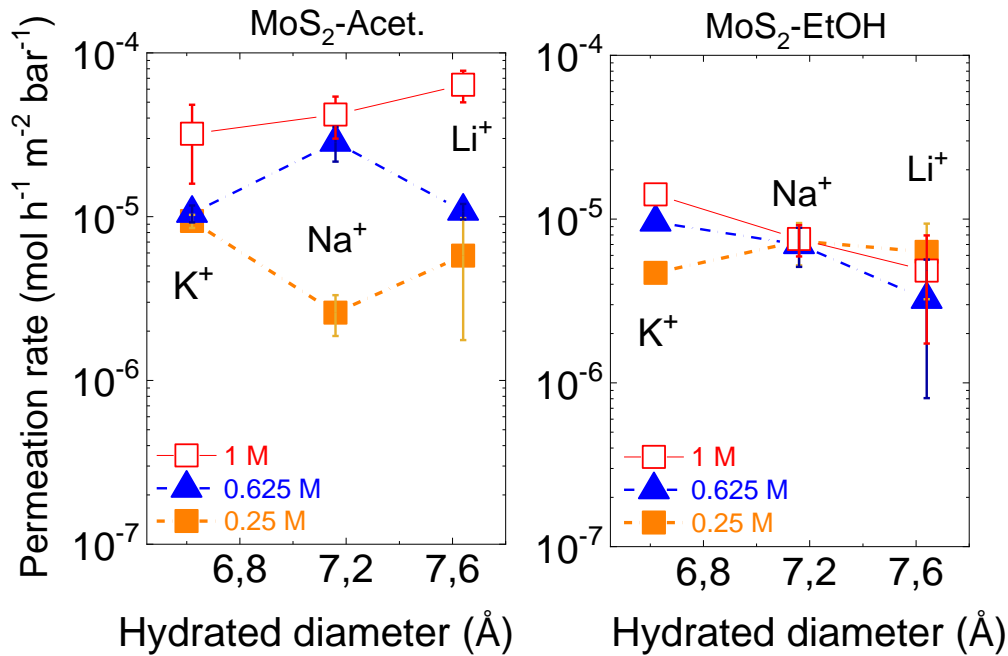 MoS₂-Acet.
Permeation rate (mol h⁻¹ m⁻² bar⁻¹)
10⁻⁴
10⁻⁵
10⁻⁶
10⁻⁷
K⁺
Na⁺
Li⁺
1 M
0.625 M
0.25 M
6,8 7,2 7,6
Hydrated diameter (Å)
MoS₂-EtOH
10⁻⁴
10⁻⁵
10⁻⁶
10⁻⁷
K⁺
Na⁺
Li⁺
1 M
0.625 M
0.25 M
6,8 7,2 7,6
Hydrated diameter (Å)